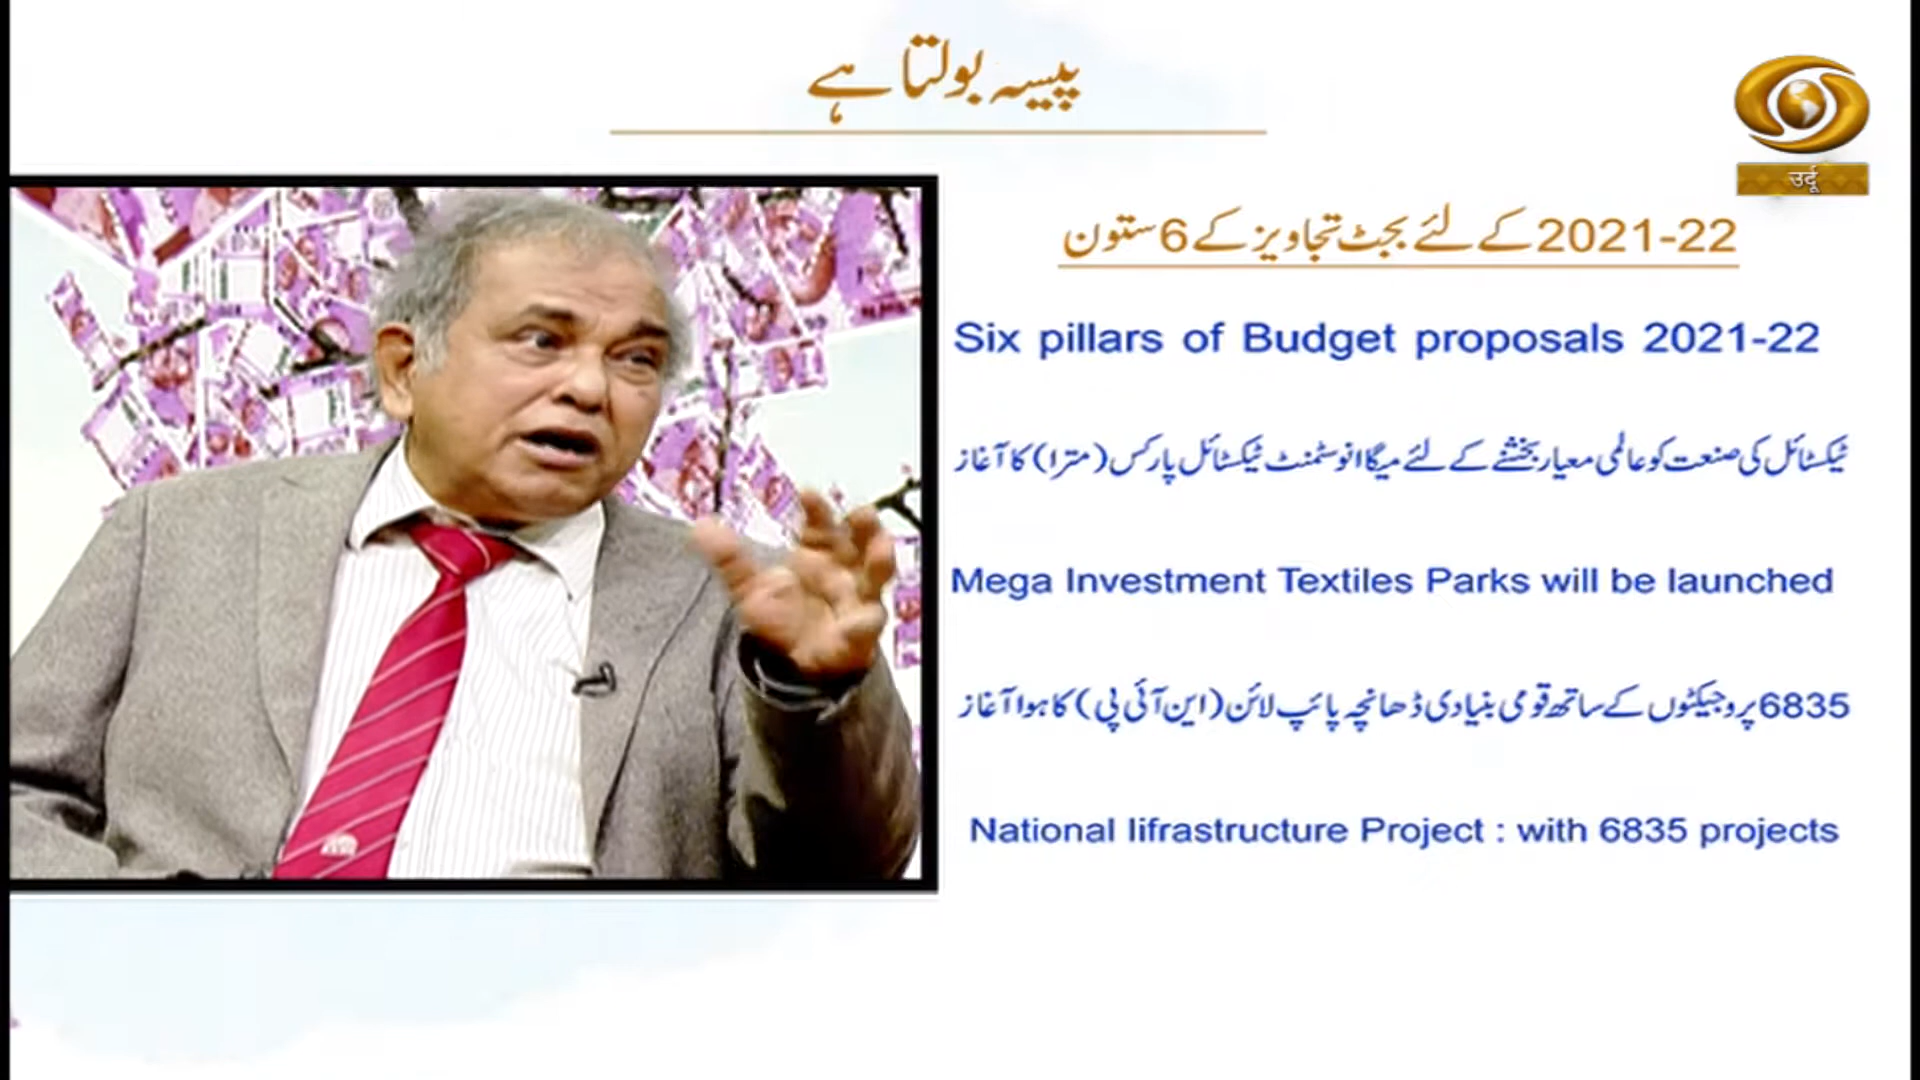 پیسہ بولتا ہے
उर्दू
2021-22 کے لئے بجٹ تجاویز کے 6 ستون
Six pillars of Budget proposals 2021-22
ٹیکسٹائل کی صنعت کو عالمی معیار بخشنے کے لئے میگا انوسٹمنٹ ٹیکسٹائل پارکس (مترا) کا آغاز
Mega Investment Textiles Parks will be launched
6835 پروجیکٹوں کے ساتھ قومی بنیادی ڈھانچہ پائپ لائن (این آئی پی) کا ہوا آغاز
National Iifrastructure Project : with 6835 projects